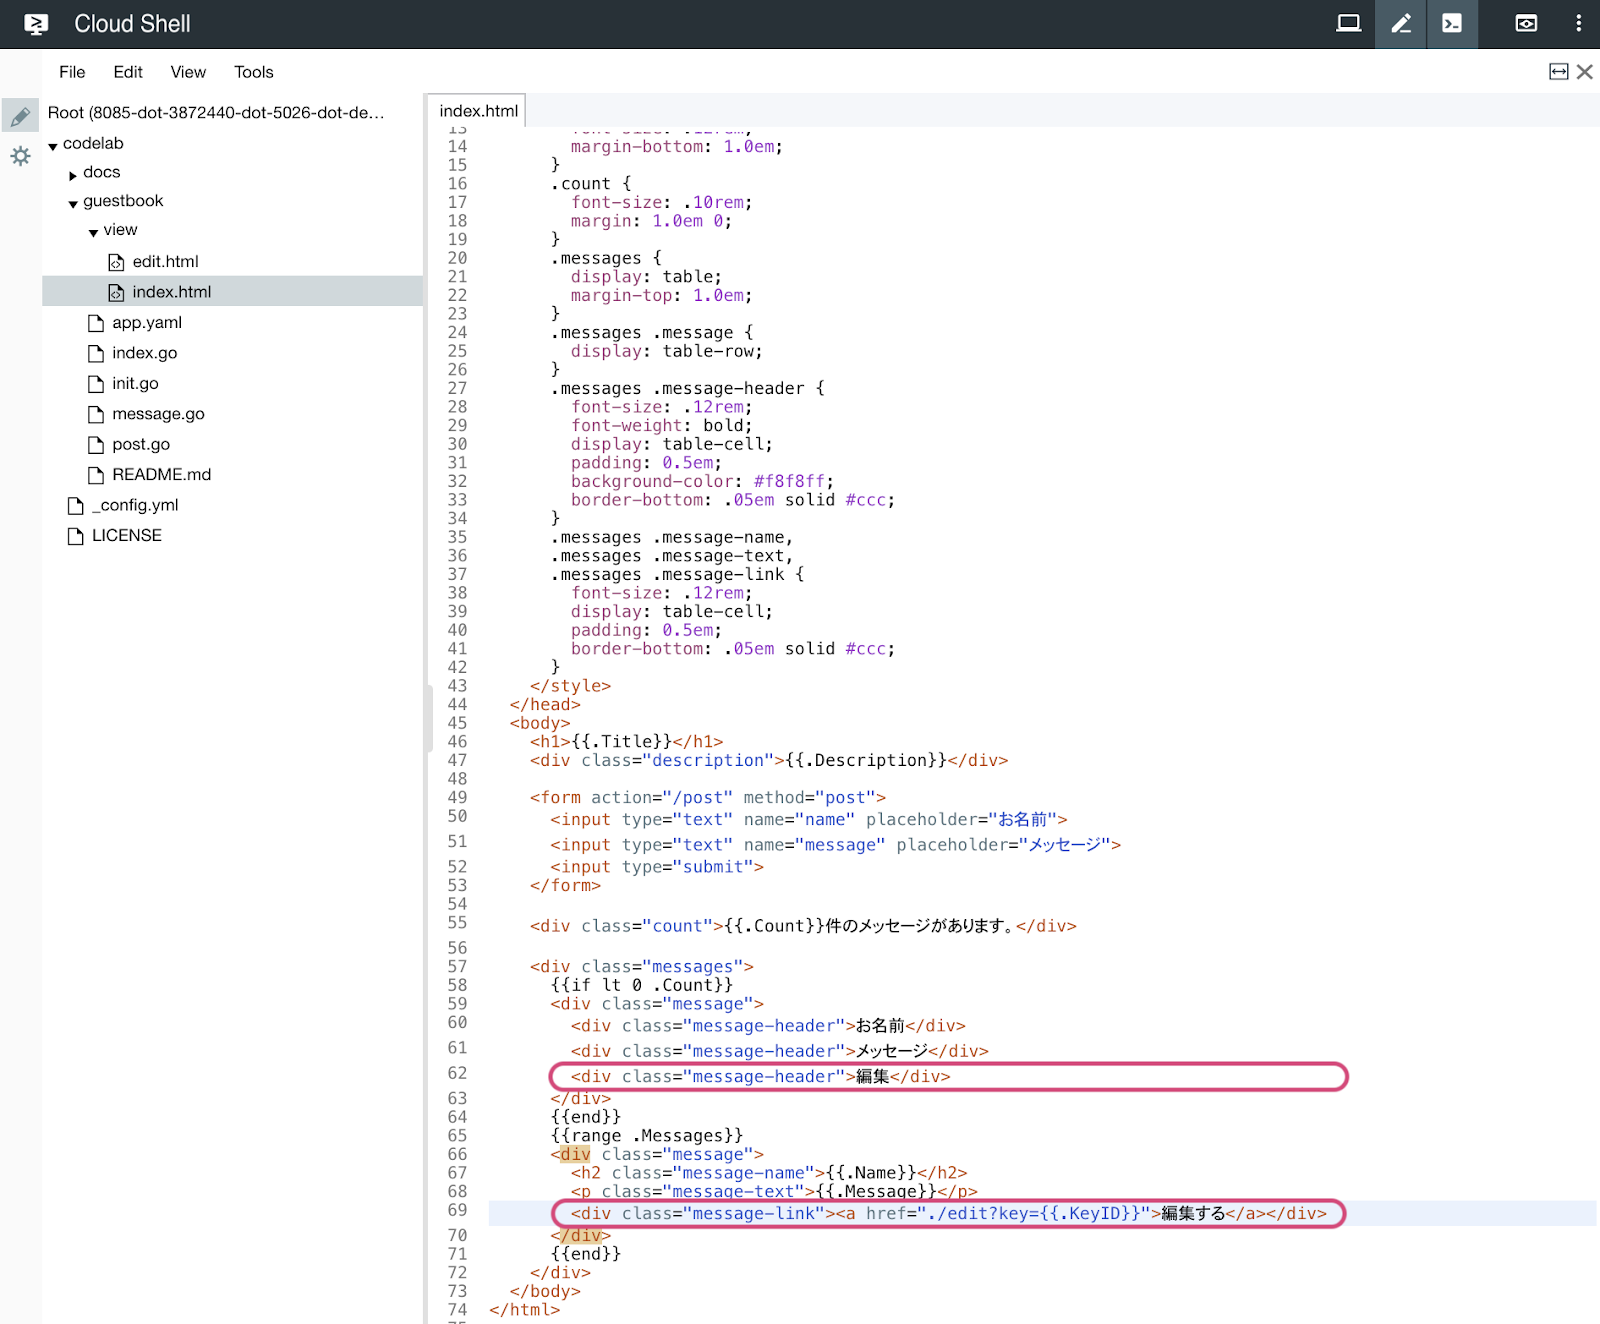 Cloud Shell
File Edit View Tools
Root (8085-dot-3872440-dot-5026-dot-de...
codelab
docs
guestbook
view
edit.html
index.html
app.yaml
index.go
init.go
message.go
post.go
README.md
_config.yml
LICENSE
index.html
13 font-size: .12rem;
14 margin-bottom: 1.0em;
15 }
16 .count {
17 font-size: .10rem;
18 margin: 1.0em 0;
19 }
20 .messages {
21 display: table;
22 margin-top: 1.0em;
23 }
24 .messages .message {
25 display: table-row;
26 }
27 .messages .message-header {
28 font-size: .12rem;
29 font-weight: bold;
30 display: table-cell;
31 padding: 0.5em;
32 background-color: #f8f8ff;
33 border-bottom: .05em solid #ccc;
34 }
35 .messages .message-name,
36 .messages .message-text,
37 .messages .message-link {
38 font-size: .12rem;
39 display: table-cell;
40 padding: 0.5em;
41 border-bottom: .05em solid #ccc;
42 }
43 </style>
44 </head>
45 <body>
46 <h1>{{.Title}}</h1>
47 <div class="description">{{.Description}}</div>
48
49 <form action="/post" method="post">
50 <input type="text" name="name" placeholder="お名前">
51 <input type="text" name="message" placeholder="メッセージ">
52 <input type="submit">
53 </form>
54
55 <div class="count">{{.Count}}件のメッセージがあります。</div>
56
57 <div class="messages">
58 {{if lt 0 .Count}}
59 <div class="message">
60 <div class="message-header">お名前</div>
61 <div class="message-header">メッセージ</div>
62 <div class="message-header">編集</div>
63 </div>
64 {{end}}
65 {{range .Messages}}
66 <div class="message">
67 <h2 class="message-name">{{.Name}}</h2>
68 <p class="message-text">{{.Message}}</p>
69 <div class="message-link"><a href="./edit?key={{.KeyID}}">編集する</a></div>
70 </div>
71 {{end}}
72 </div>
73 </body>
74 </html>